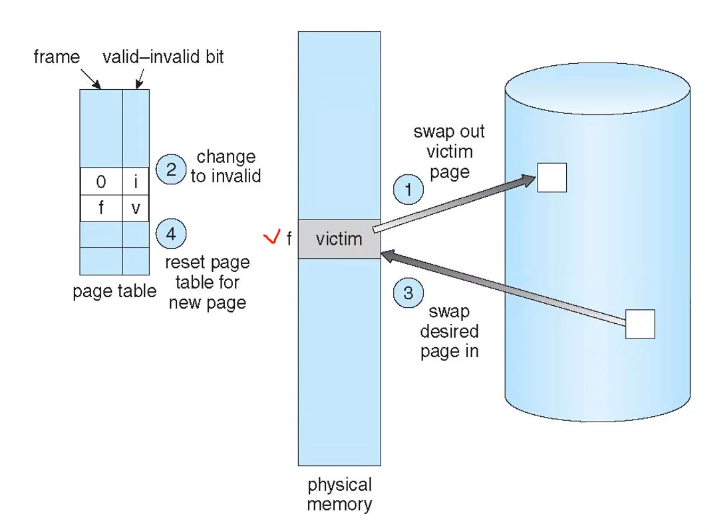 frame
valid–invalid bit
0 i
f v
page table
2
change
to invalid
4
reset page
table for
new page
f
victim
physical
memory
swap out
victim
page
1
3
swap
desired
page in